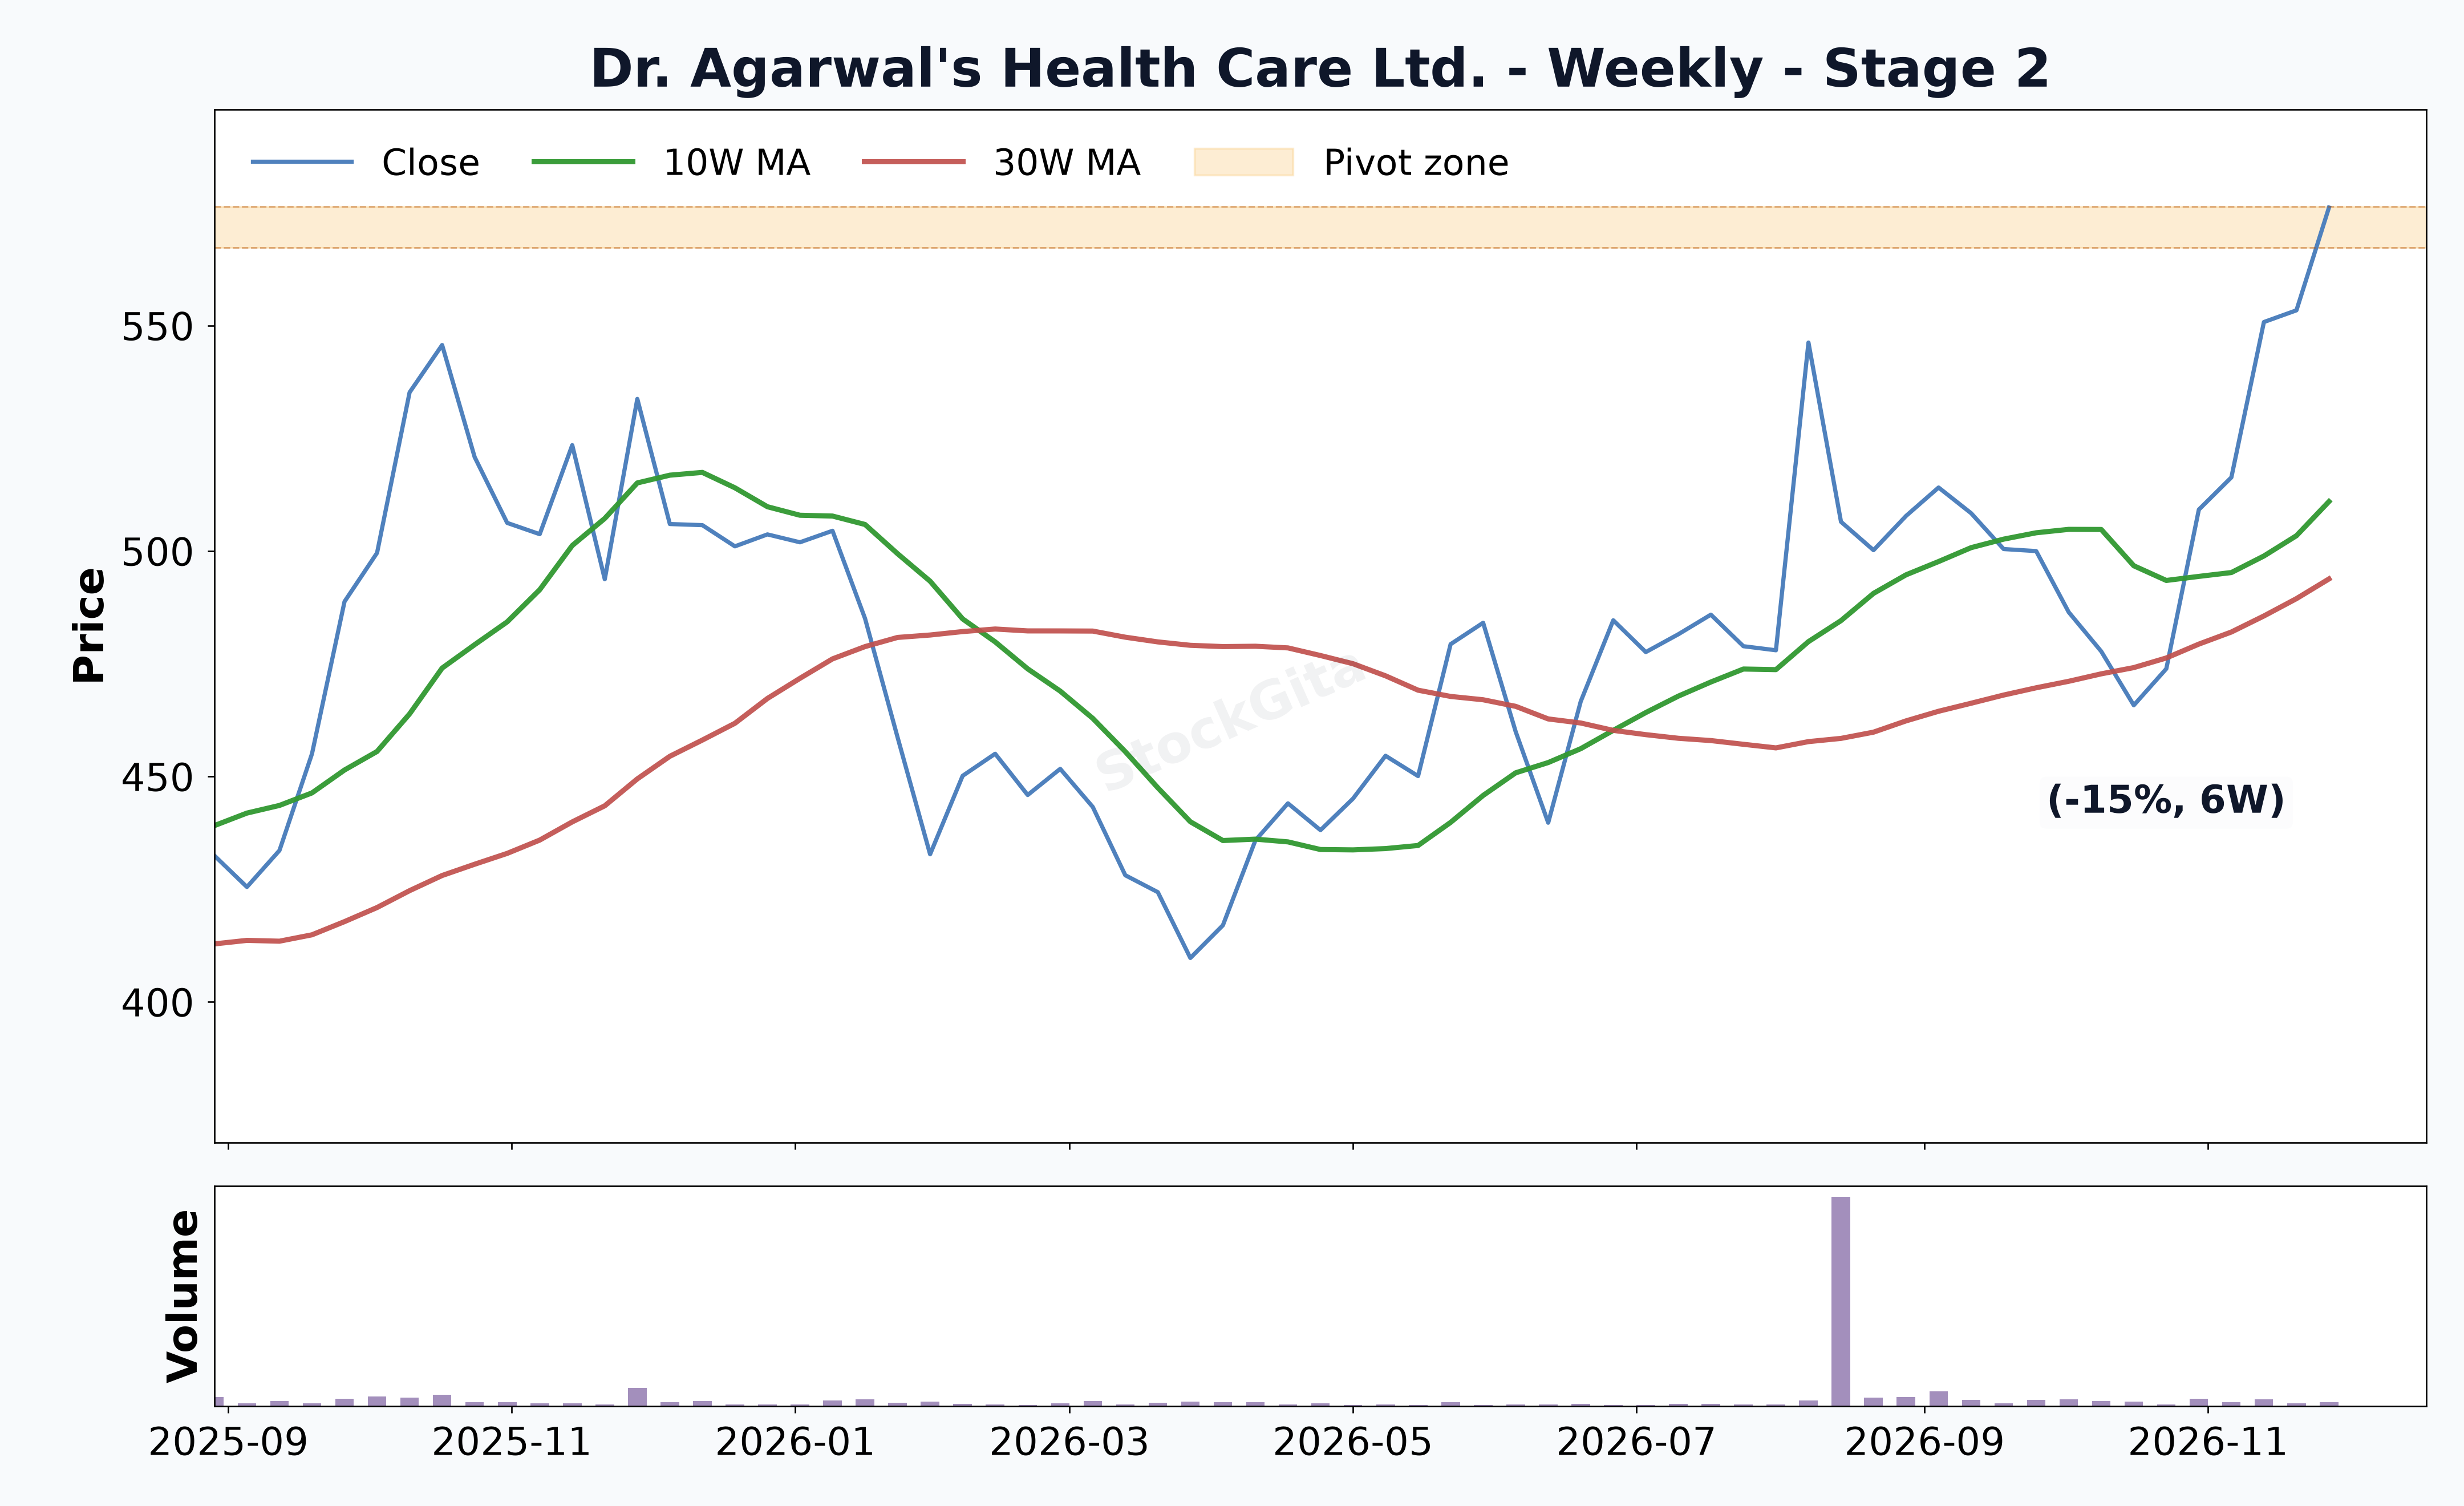 Dr. Agarwal's Health Care Ltd. - Weekly - Stage 2
Close 10W MA 30W MA Pivot zone
Price
550
500
450
400
StockGita
(-15%, 6W)
Volume
2025-09 2025-11 2026-01 2026-03 2026-05 2026-07 2026-09 2026-11